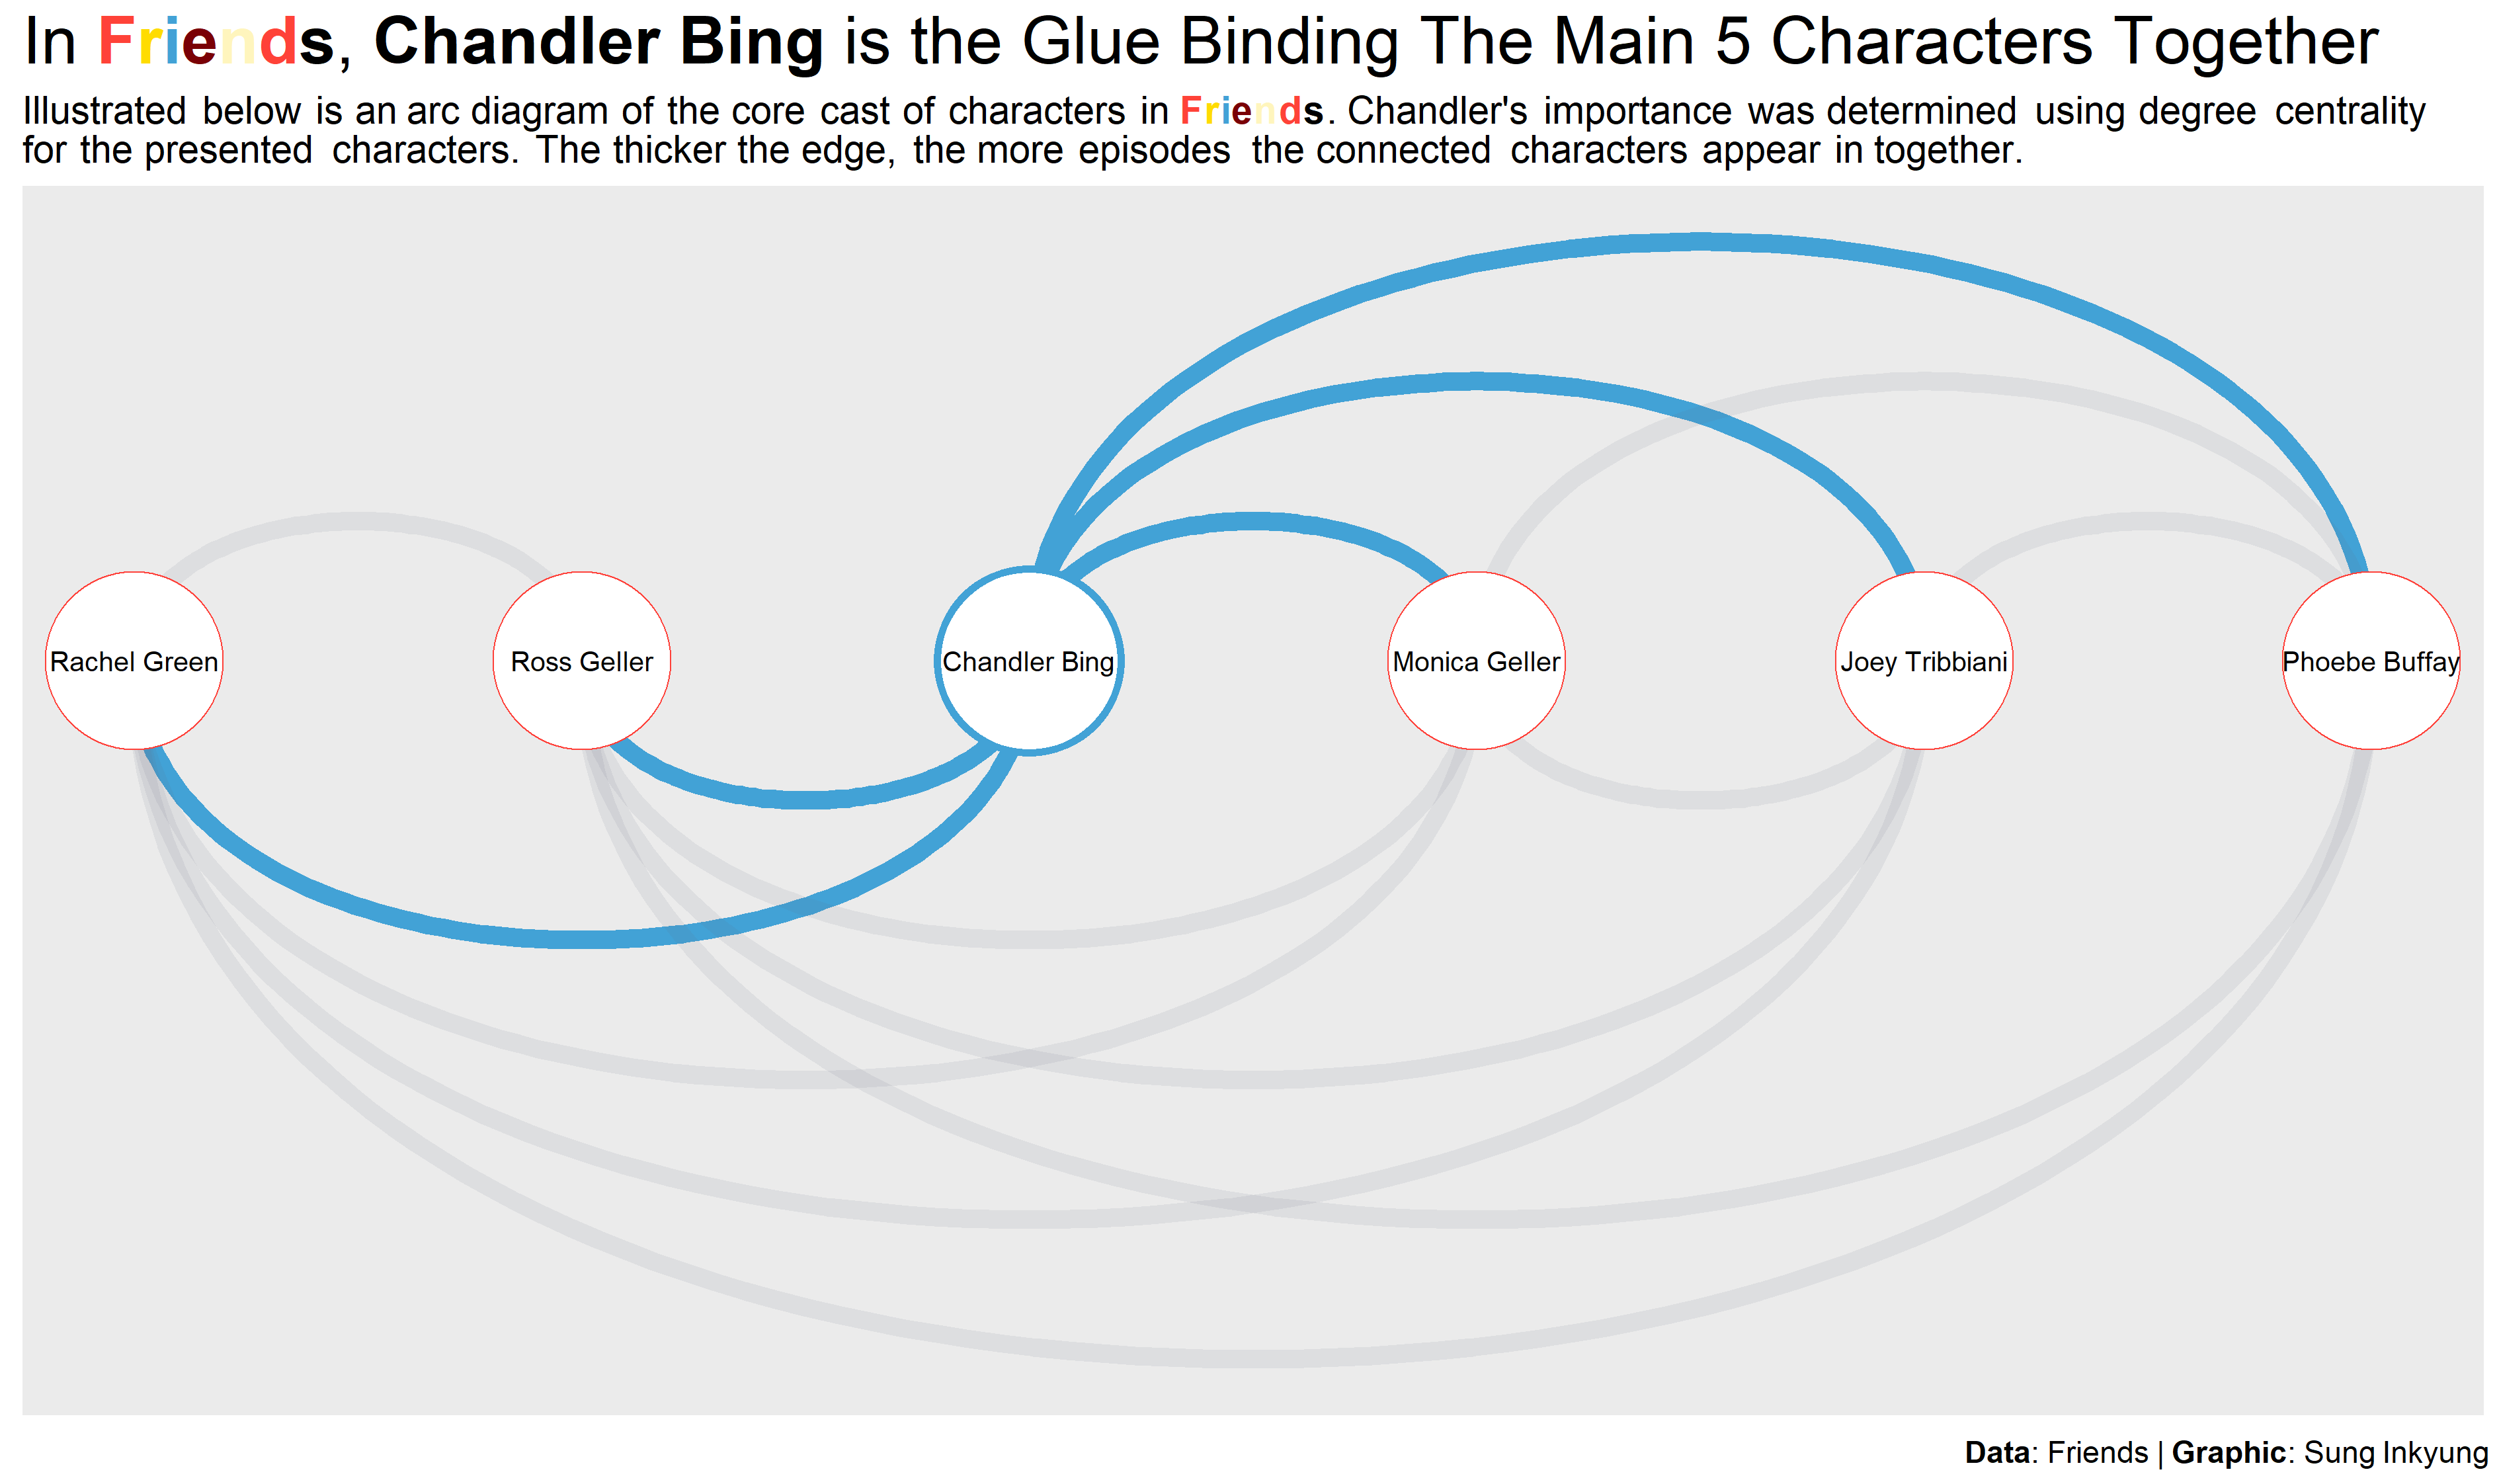 In Friends, Chandler Bing is the Glue Binding The Main 5 Characters Together
Illustrated below is an arc diagram of the core cast of characters in Friends. Chandler's importance was determined using degree centrality
for the presented characters. The thicker the edge, the more episodes the connected characters appear in together.
Rachel Green
Ross Geller
Chandler Bing
Monica Geller
Joey Tribbiani
Phoebe Buffay
Data: Friends | Graphic: Sung Inkyung